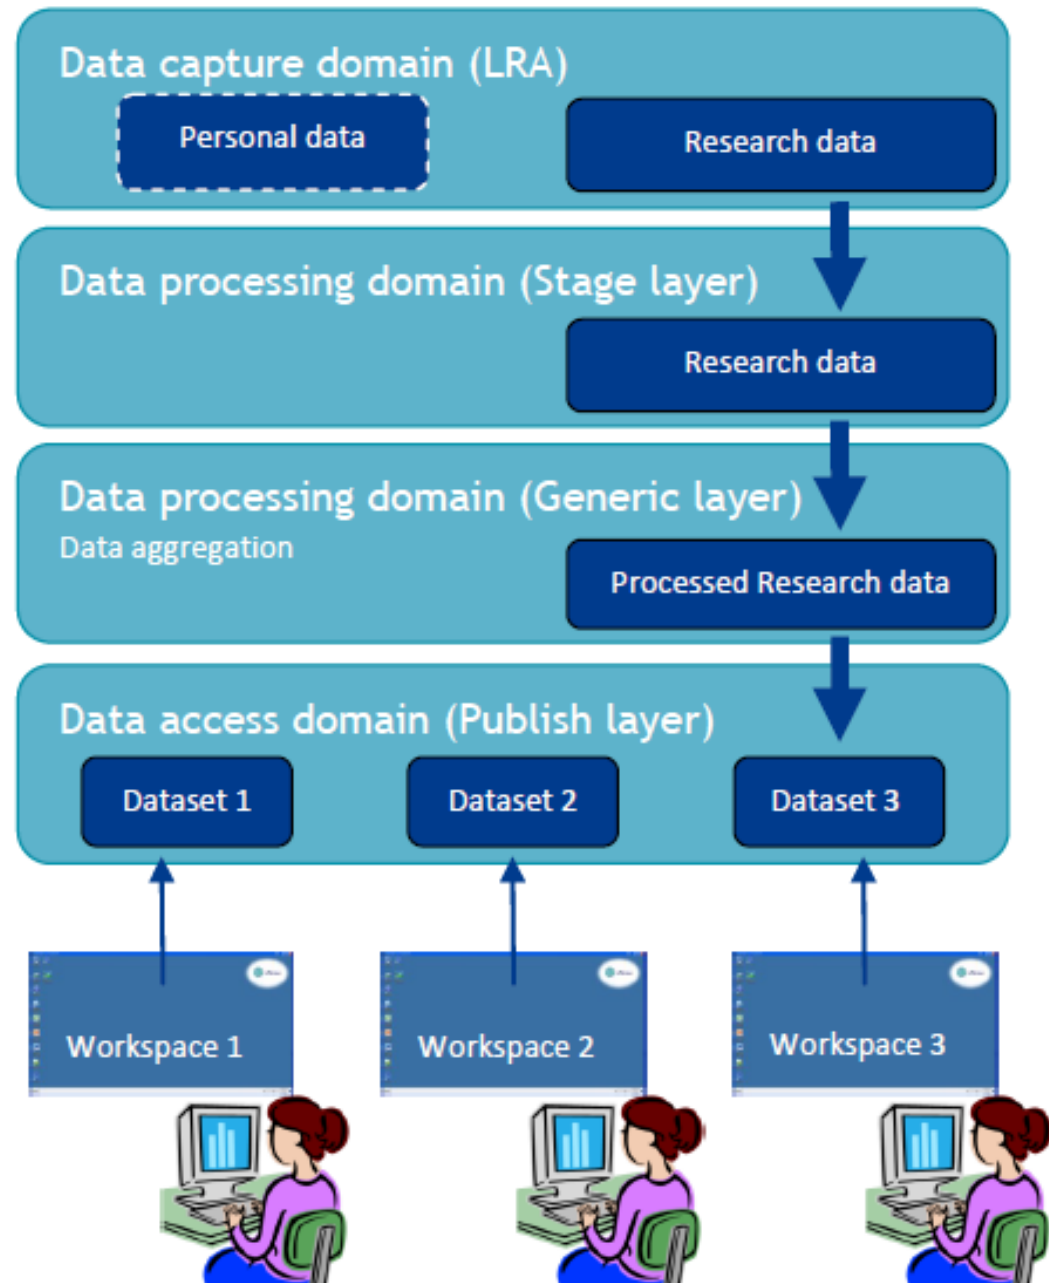 Data capture domain (LRA)
Personal data
Research data
Data processing domain (Stage layer)
Research data
Data processing domain (Generic layer)
Data aggregation
Processed Research data
Data access domain (Publish layer)
Dataset 1
Dataset 2
Dataset 3
Workspace 1
Workspace 2
Workspace 3